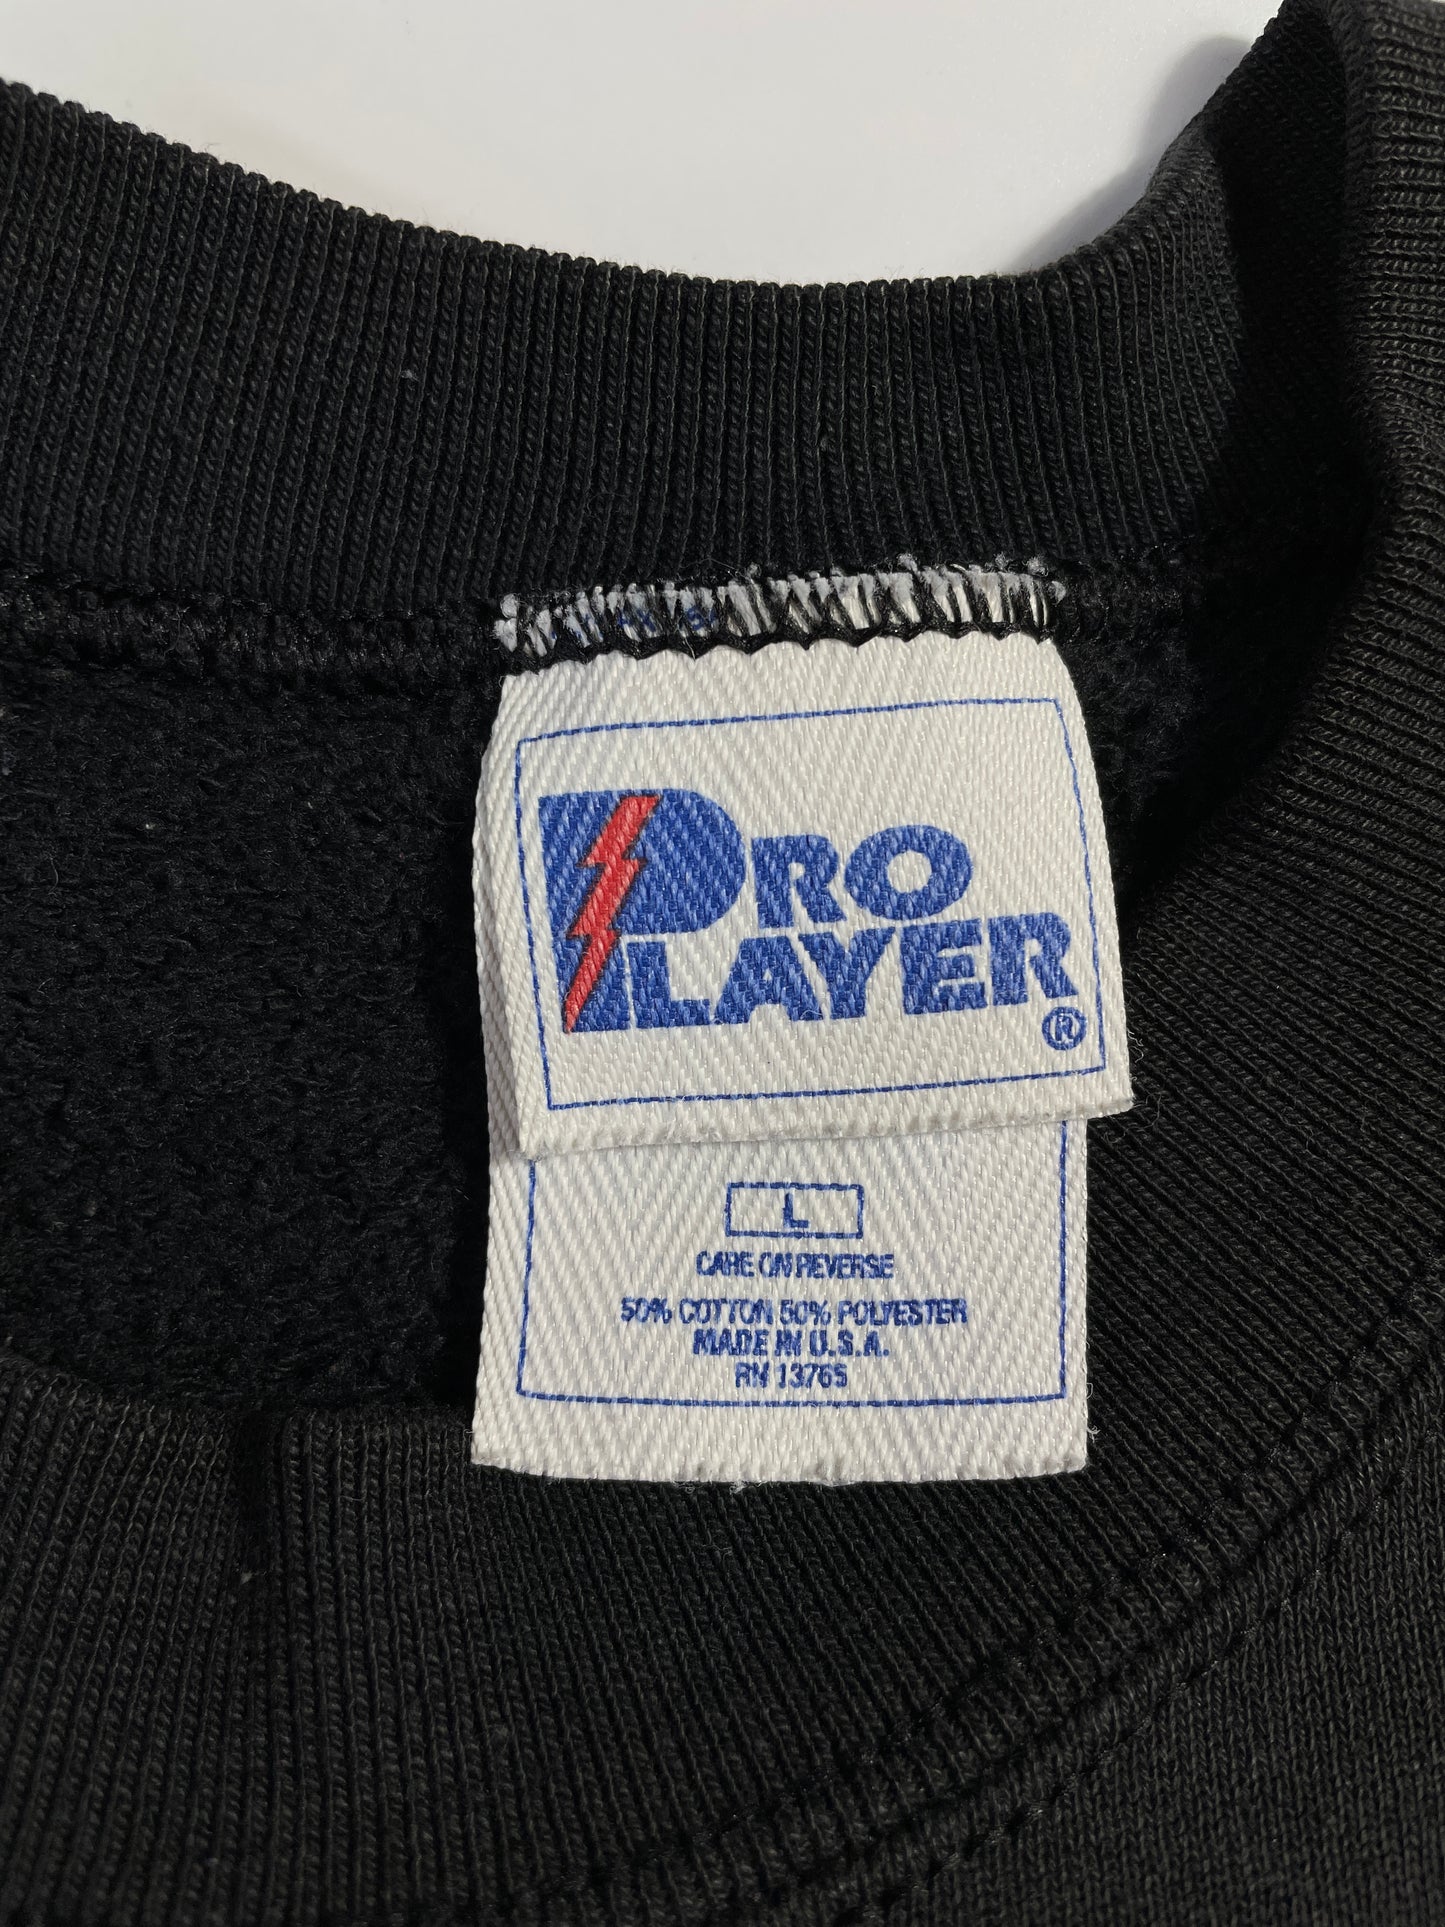 PRO
PLAYER
®
L
CARE ON REVERSE
50% COTTON 50% POLYESTER
MADE IN U.S.A.
RN 13765